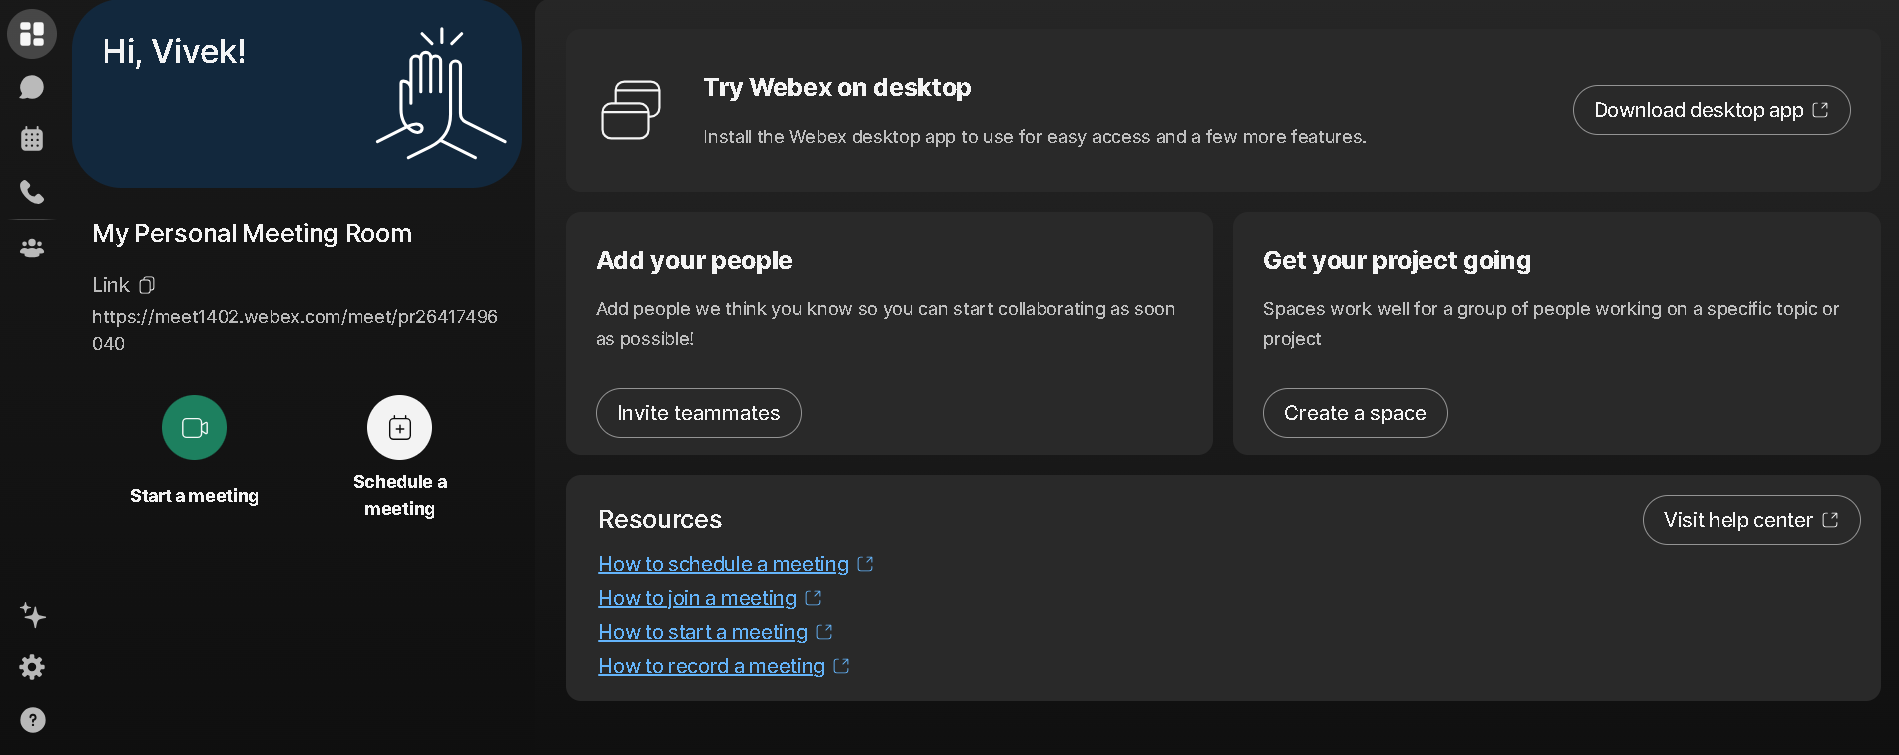 Hi, Vivek!
My Personal Meeting Room
Link
https://meet1402.webex.com/meet/pr26417496
040
Start a meeting
Schedule a
meeting
Try Webex on desktop
Install the Webex desktop app to use for easy access and a few more features.
Download desktop app
Add your people
Add people we think you know so you can start collaborating as soon
as possible!
Invite teammates
Get your project going
Spaces work well for a group of people working on a specific topic or
project
Create a space
Resources
Visit help center
How to schedule a meeting
How to join a meeting
How to start a meeting
How to record a meeting